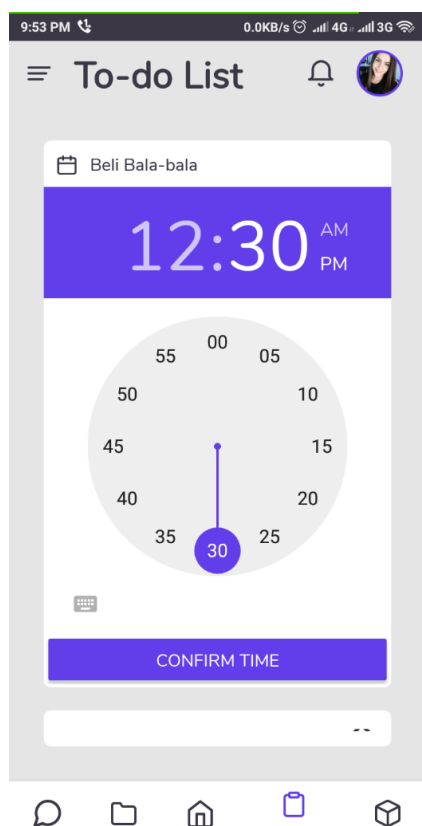 9:53 PM 0.0KB/s 4G 3G
To-do List
Beli Bala-bala
12:30 AM
PM
00
55 05
50 10
45 15
40 20
35 25
30
CONFIRM TIME